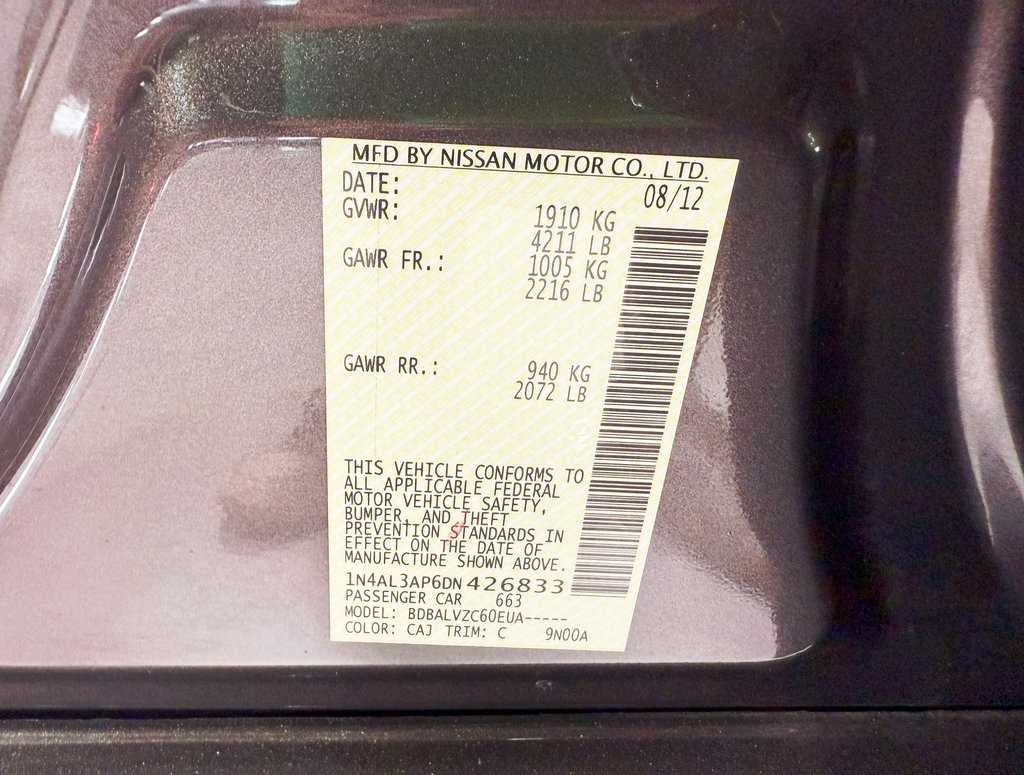 MFD BY NISSAN MOTOR CO., LTD.
DATE: 08/12
GVWR: 1910 KG
4211 LB
GAWR FR.: 1005 KG
2216 LB
GAWR RR.: 940 KG
2072 LB
THIS VEHICLE CONFORMS TO
ALL APPLICABLE FEDERAL
MOTOR VEHICLE SAFETY,
BUMPER, AND THEFT
PREVENTION STANDARDS IN
EFFECT ON THE DATE OF
MANUFACTURE SHOWN ABOVE.
1N4AL3AP6DN426833
PASSENGER CAR 663
MODEL: BDBALVZC60EUA-----
COLOR: CAJ TRIM: C 9N00A